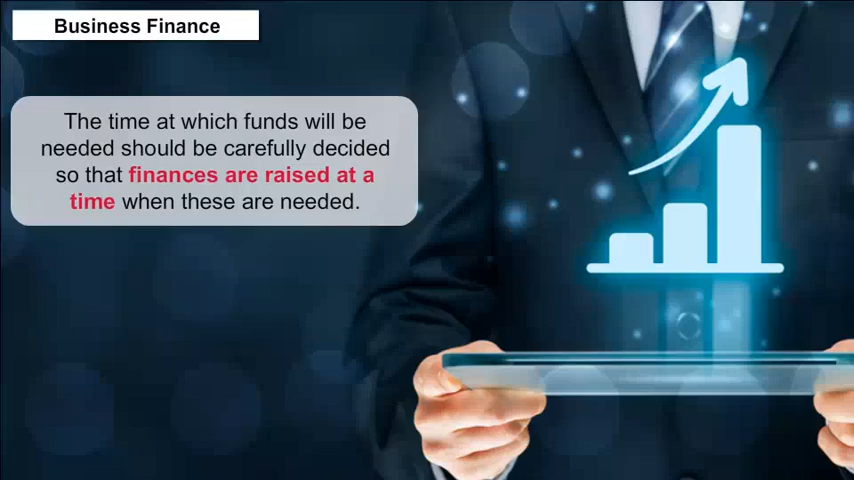 Business Finance
The time at which funds will be
needed should be carefully decided
so that finances are raised at a
time when these are needed.